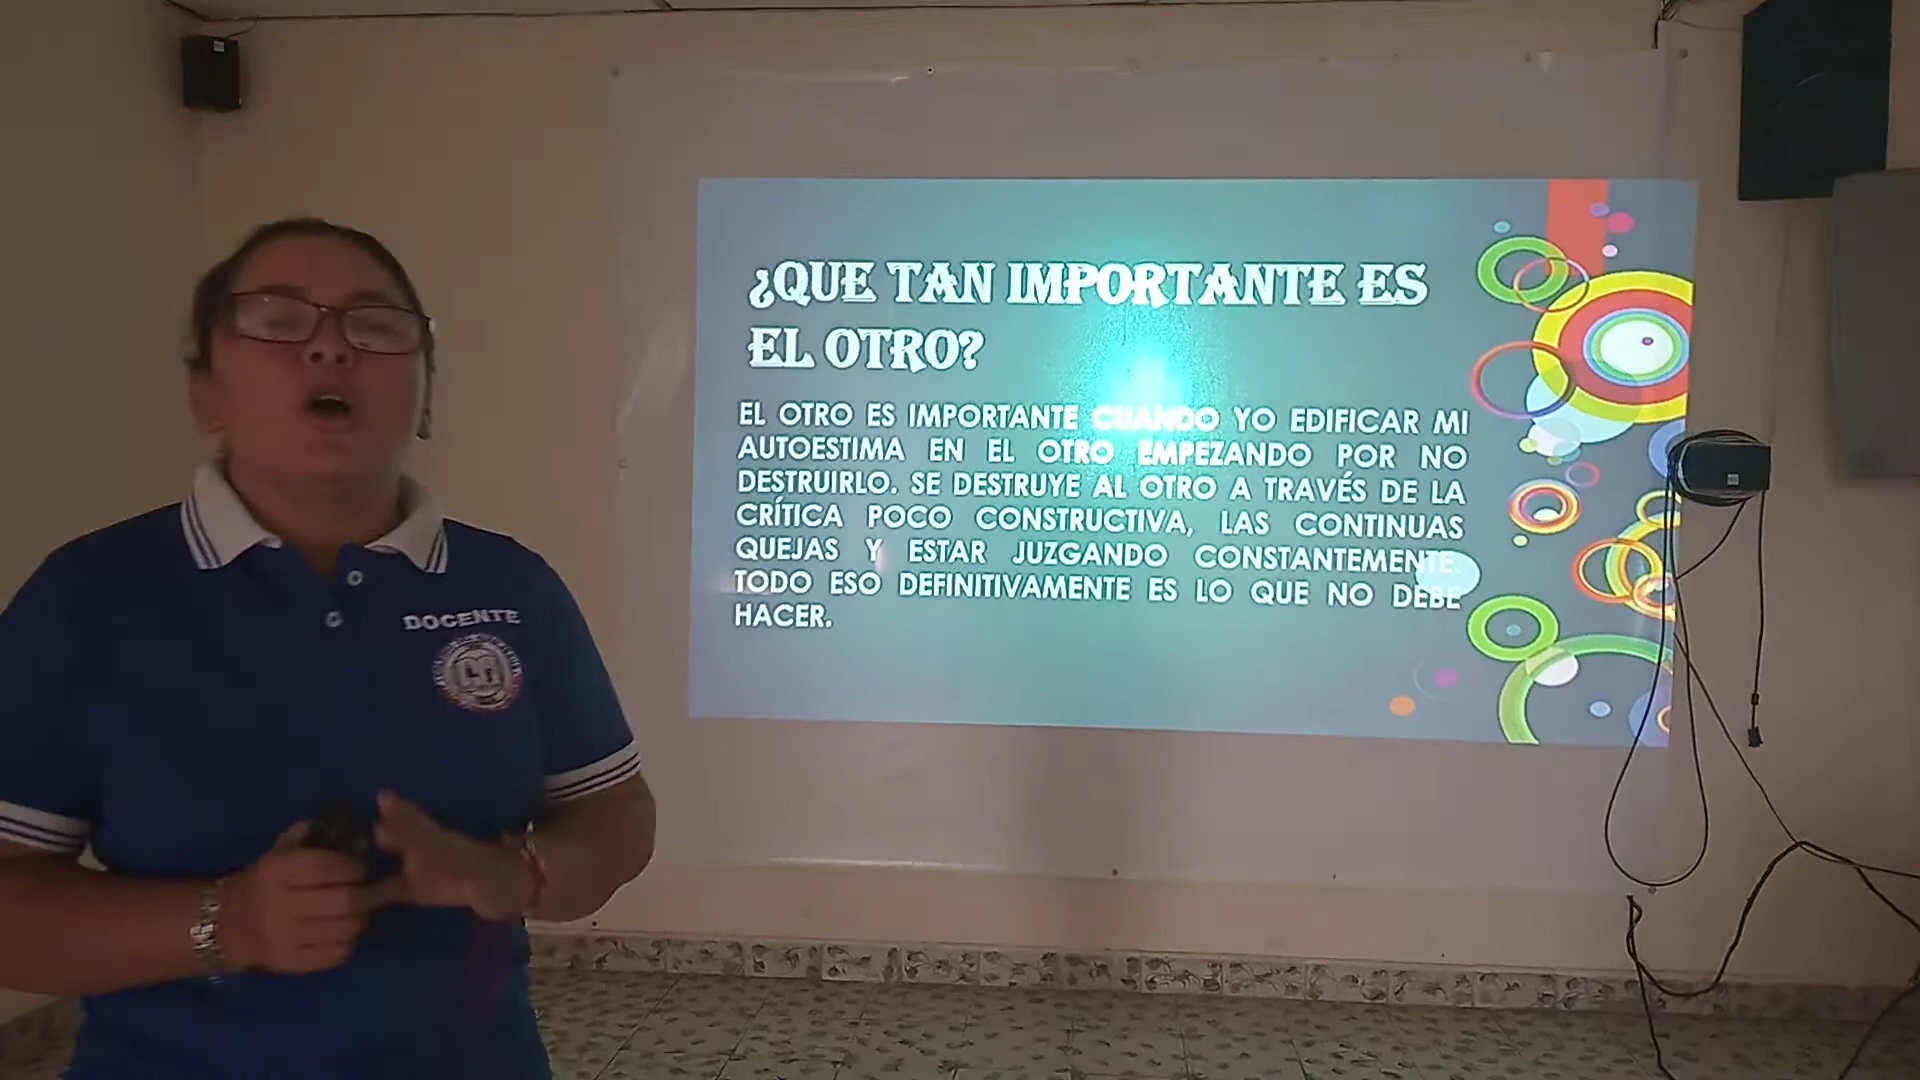 ¿QUE TAN IMPORTANTE ES
EL OTRO?
EL OTRO ES IMPORTANTE CUANDO YO EDIFICAR MI
AUTOESTIMA EN EL OTRO EMPEZANDO POR NO
DESTRUIRLO. SE DESTRUYE AL OTRO A TRAVÉS DE LA
CRÍTICA POCO CONSTRUCTIVA, LAS CONTINUAS
QUEJAS Y ESTAR JUZGANDO CONSTANTEMENTE.
TODO ESO DEFINITIVAMENTE ES LO QUE NO DEBE
HACER.
DOCENTE